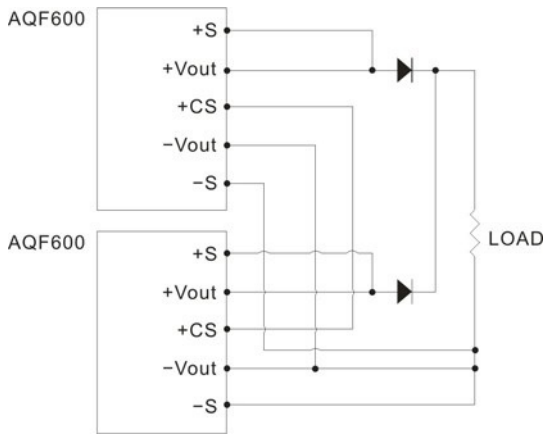 AQF600
+S
+Vout
+CS
−Vout
−S
AQF600
+S
+Vout
+CS
−Vout
−S
LOAD